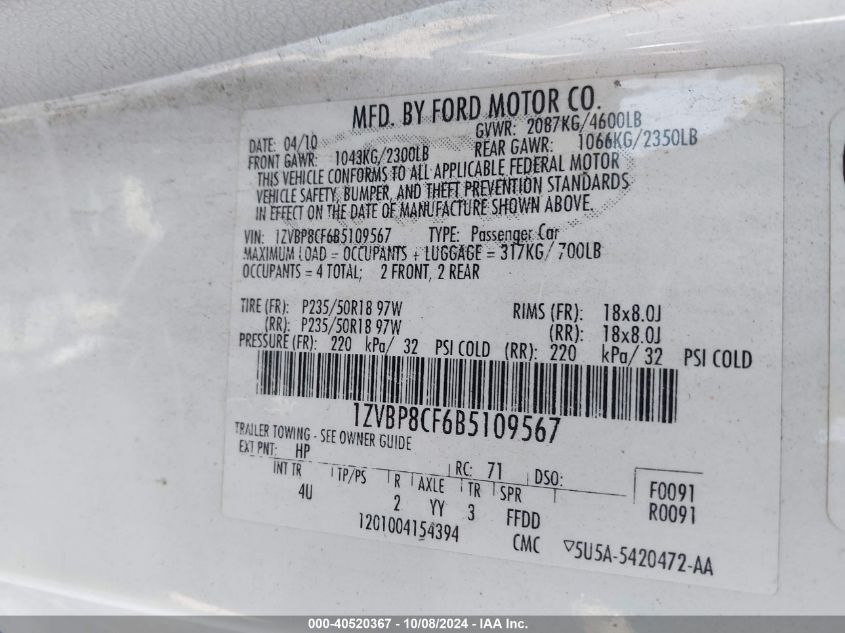 MFD. BY FORD MOTOR CO.
DATE: 04/10 GVWR: 2087KG/4600LB
FRONT GAWR: 1043KG/2300LB REAR GAWR: 1066KG/2350LB
THIS VEHICLE CONFORMS TO ALL APPLICABLE FEDERAL MOTOR
VEHICLE SAFETY, BUMPER, AND THEFT PREVENTION STANDARDS
IN EFFECT ON THE DATE OF MANUFACTURE SHOWN ABOVE.
VIN: 1ZVBP8CF6B5109567 TYPE: Passenger Car
MAXIMUM LOAD = OCCUPANTS + LUGGAGE = 317KG/700LB
OCCUPANTS = 4 TOTAL; 2 FRONT, 2 REAR
TIRE (FR): P235/50R18 97W RIMS (FR): 18x8.0J
(RR): P235/50R18 97W (RR): 18x8.0J
PRESSURE (FR): 220 kPa/ 32 PSI COLD (RR): 220 kPa/ 32 PSI COLD
1ZVBP8CF6B5109567
TRAILER TOWING - SEE OWNER GUIDE
EXT PNT: HP RC: 71 DSO:
INT TR TP/PS R AXLE TR SPR F0091
4U 2 YY 3 FFDD R0091
1201004154394 CMC ▽5U5A-5420472-AA
000-40520367 - 10/08/2024 - IAA Inc.